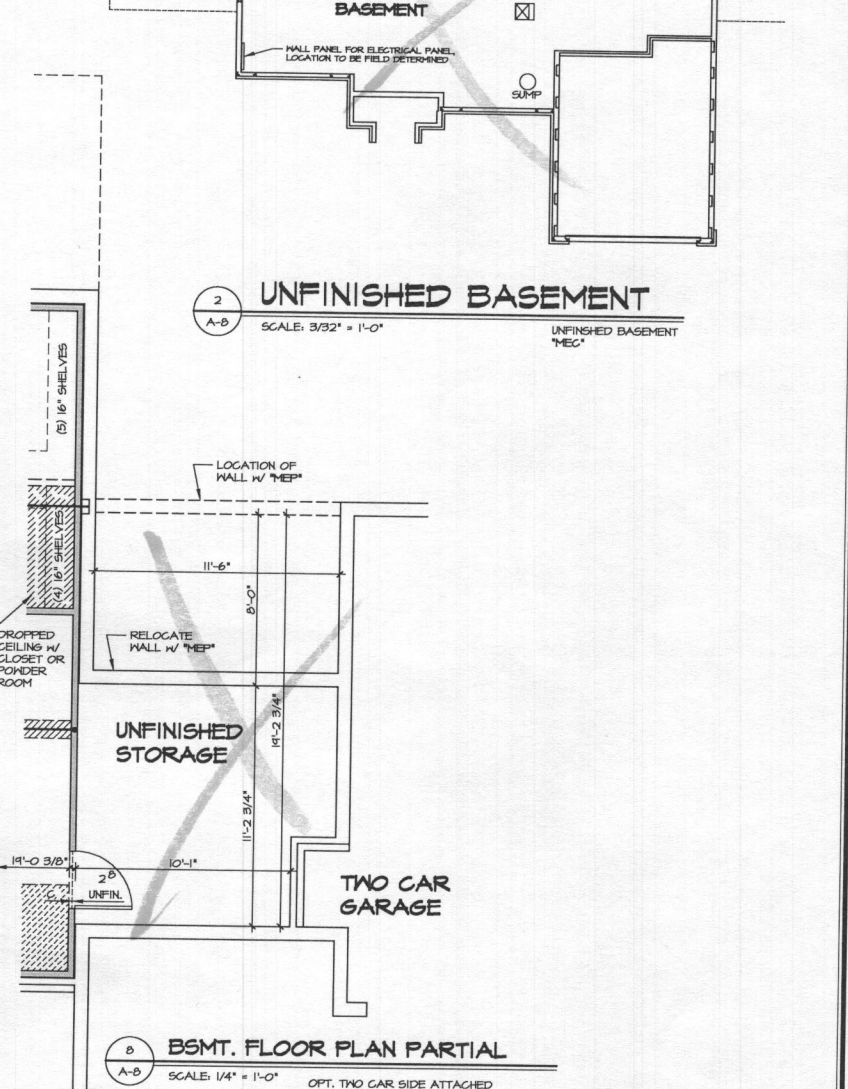 BASEMENT
WALL PANEL FOR ELECTRICAL PANEL,
LOCATION TO BE FIELD DETERMINED
SUMP
2
A-8
UNFINISHED BASEMENT
SCALE: 3/32" = 1'-0"
UNFINSHED BASEMENT
"MEC"
(5) 16" SHELVES
LOCATION OF
WALL W/ "MEP"
(4) 16" SHELVES
11'-6"
8'-0"
DROPPED
CEILING W/
CLOSET OR
POWDER
ROOM
RELOCATE
WALL W/ "MEP"
UNFINISHED
STORAGE
19'-2 3/4"
11'-2 3/4"
19'-0 3/8"
10'-1"
2 8
UNFIN.
C
TWO CAR
GARAGE
8
A-8
BSMT. FLOOR PLAN PARTIAL
SCALE: 1/4" = 1'-0"
OPT. TWO CAR SIDE ATTACHED